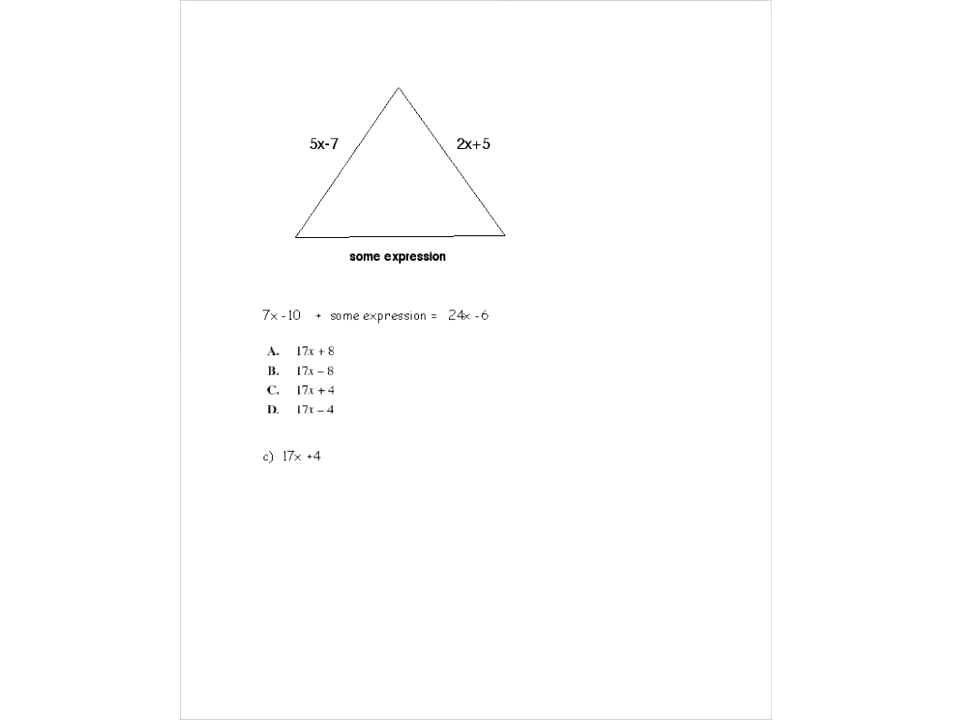 5x-7 2x+5
some expression
7x -10 + some expression = 24x -6
A. 17x + 8
B. 17x – 8
C. 17x + 4
D. 17x – 4
c) 17x +4